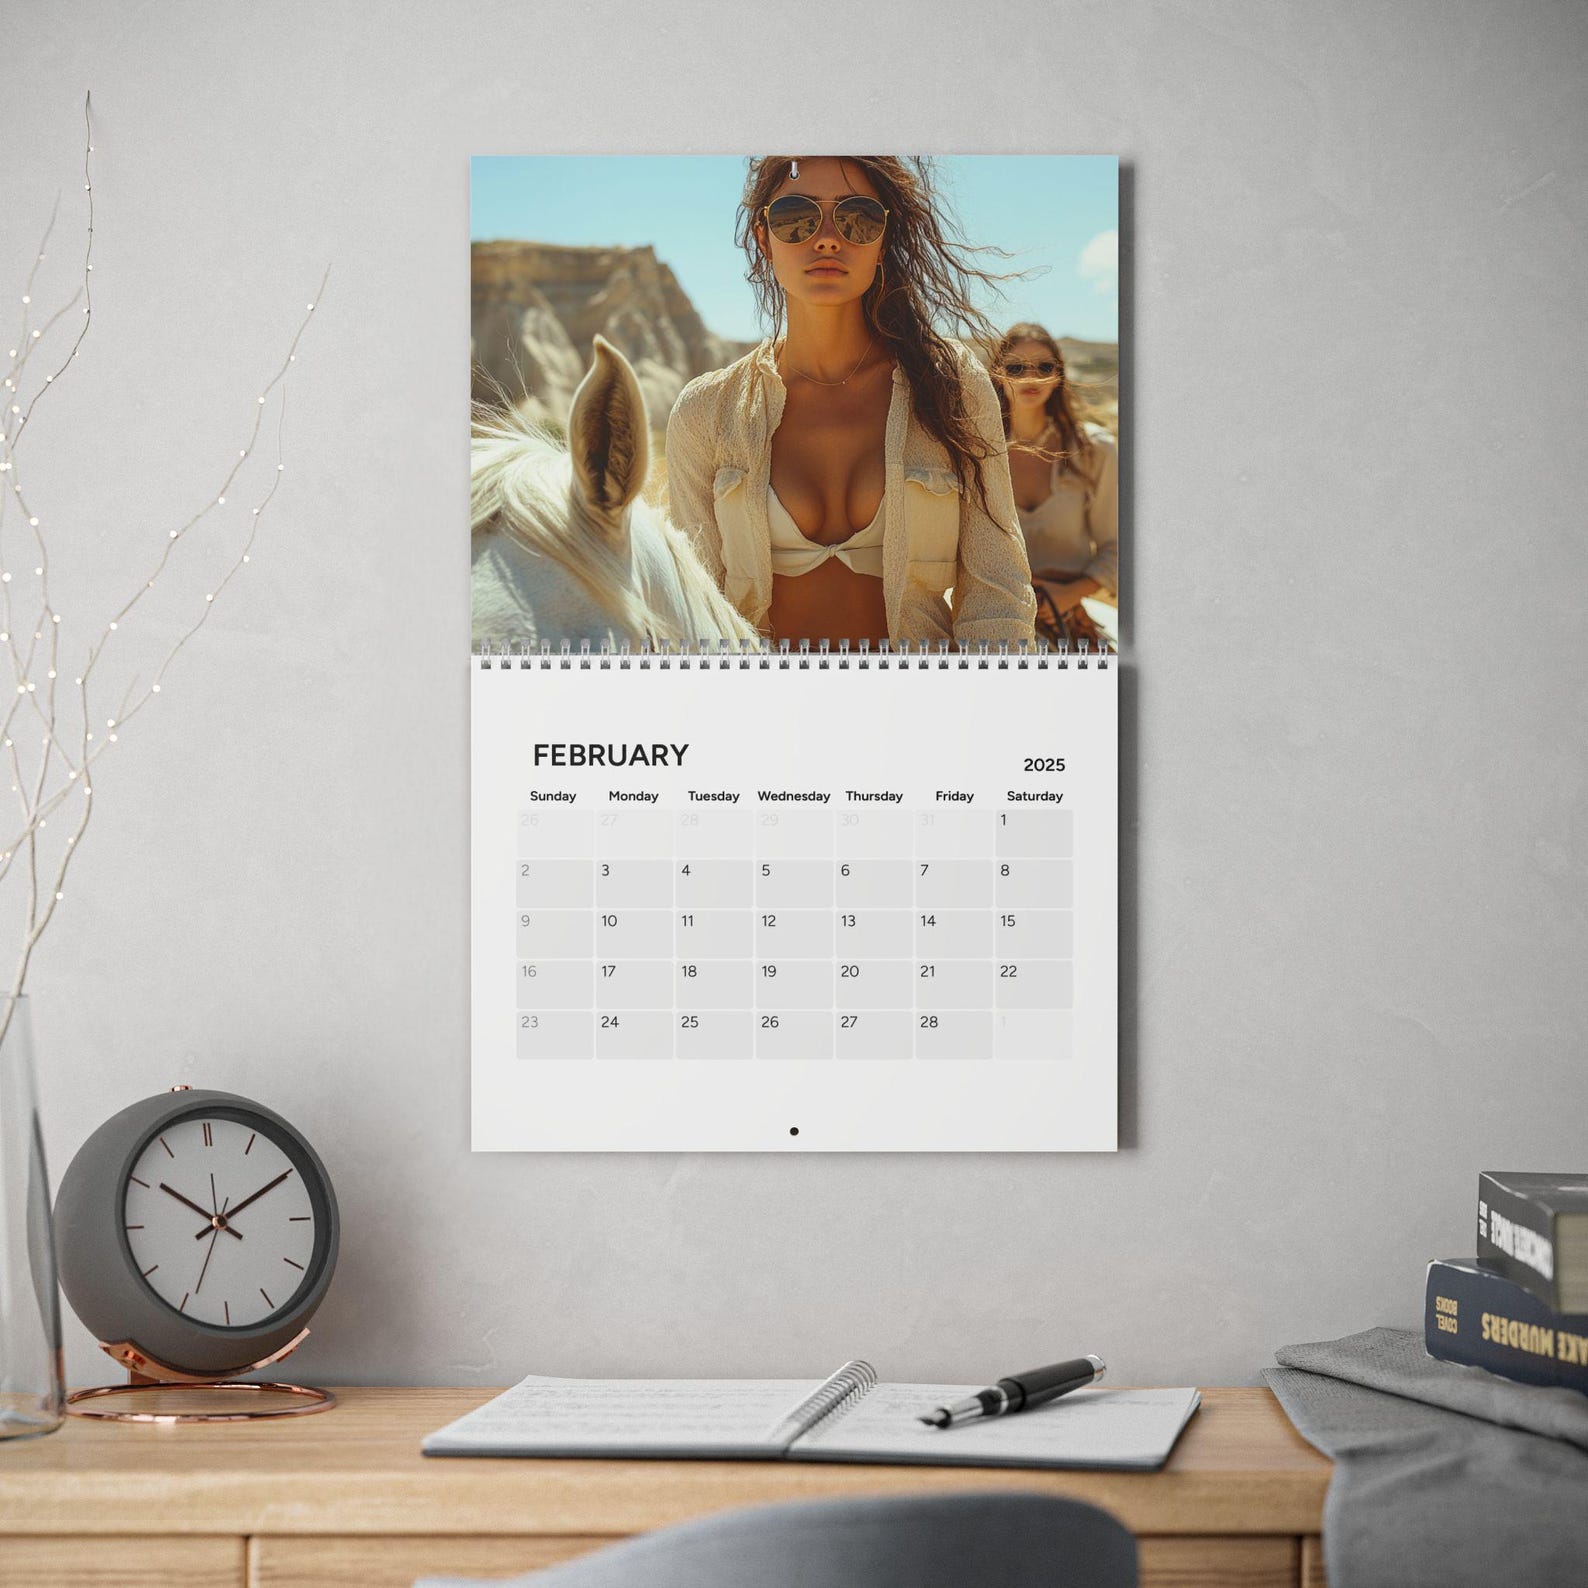 FEBRUARY
2025
Sunday Monday Tuesday Wednesday Thursday Friday Saturday
26 27 28 29 30 31 1
2 3 4 5 6 7 8
9 10 11 12 13 14 15
16 17 18 19 20 21 22
23 24 25 26 27 28 1
COVEL
BOOKS
AKE MURDERS